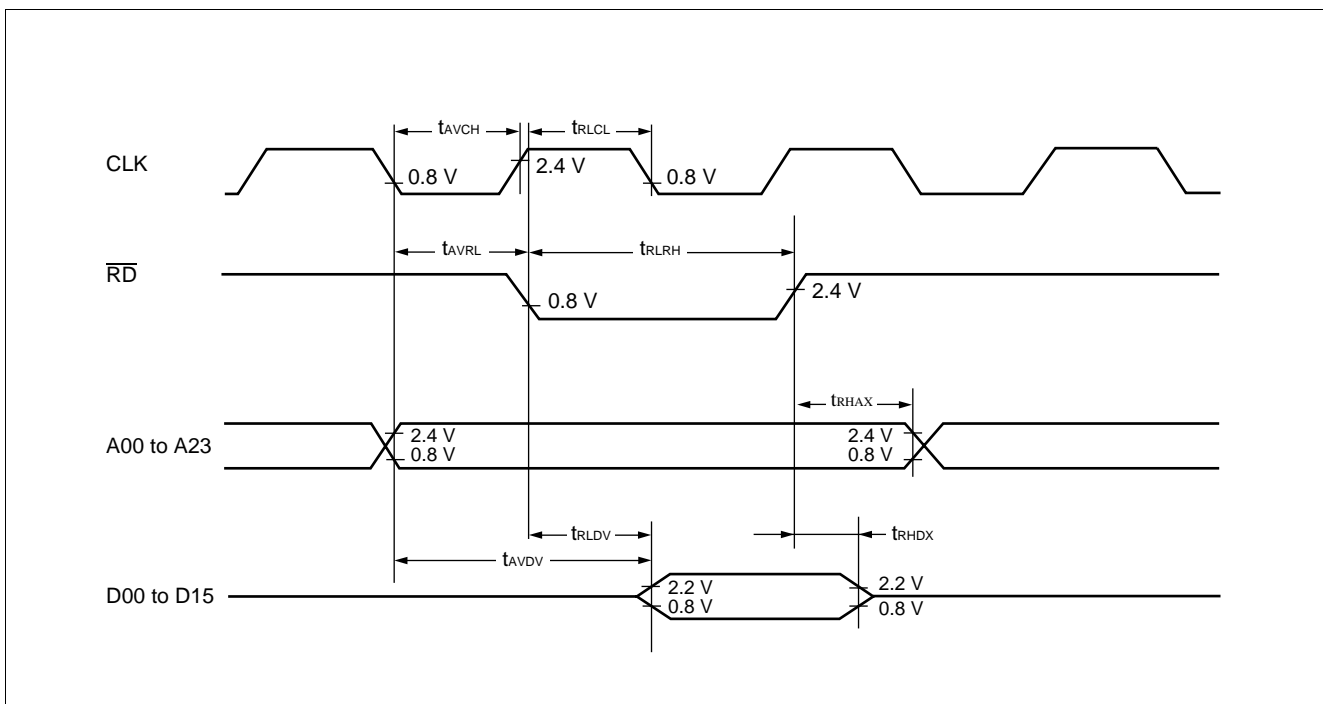 tAVCH
tRLCL
CLK
0.8 V
2.4 V
0.8 V
tAVRL
tRLRH
RD
0.8 V
2.4 V
tRHAX
A00 to A23
2.4 V
0.8 V
2.4 V
0.8 V
tRLDV
tRHDX
tAVDV
D00 to D15
2.2 V
0.8 V
2.2 V
0.8 V